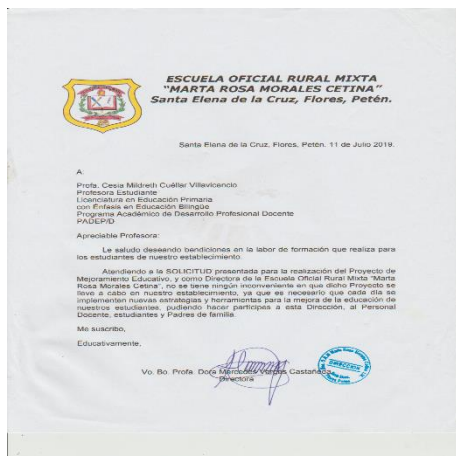 ESCUELA OFICIAL RURAL MIXTA
“MARTA ROSA MORALES CETINA”
Santa Elena de la Cruz, Flores, Petén.
Santa Elena de la Cruz, Flores, Petén. 11 de Julio 2019.
A:
Profa. Cesia Mildreth Cuéllar Villavicencio
Profesora Estudiante
Licenciatura en Educación Primaria
con Énfasis en Educación Bilingüe
Programa Académico de Desarrollo Profesional Docente
PADEP/D
Apreciable Profesora:
Le saludo deseando bendiciones en la labor de formación que realiza para
los estudiantes de nuestro establecimiento.
Atendiendo a la SOLICITUD presentada para la realización del Proyecto de
Mejoramiento Educativo, y como Directora de la Escuela Oficial Rural Mixta “Marta
Rosa Morales Cetina”, no se tiene ningún inconveniente en que dicho Proyecto se
lleve a cabo en nuestro establecimiento, ya que es necesario que cada día se
implementen nuevas estrategias y herramientas para la mejora de la educación de
nuestros estudiantes, pudiendo hacer partícipes a esta Dirección, al Personal
Docente, estudiantes y Padres de familia.
Me suscribo,
Educativamente,
Vo. Bo. Profa. Dora Mercedes Vargas Castañeda
Directora
DIRECCION